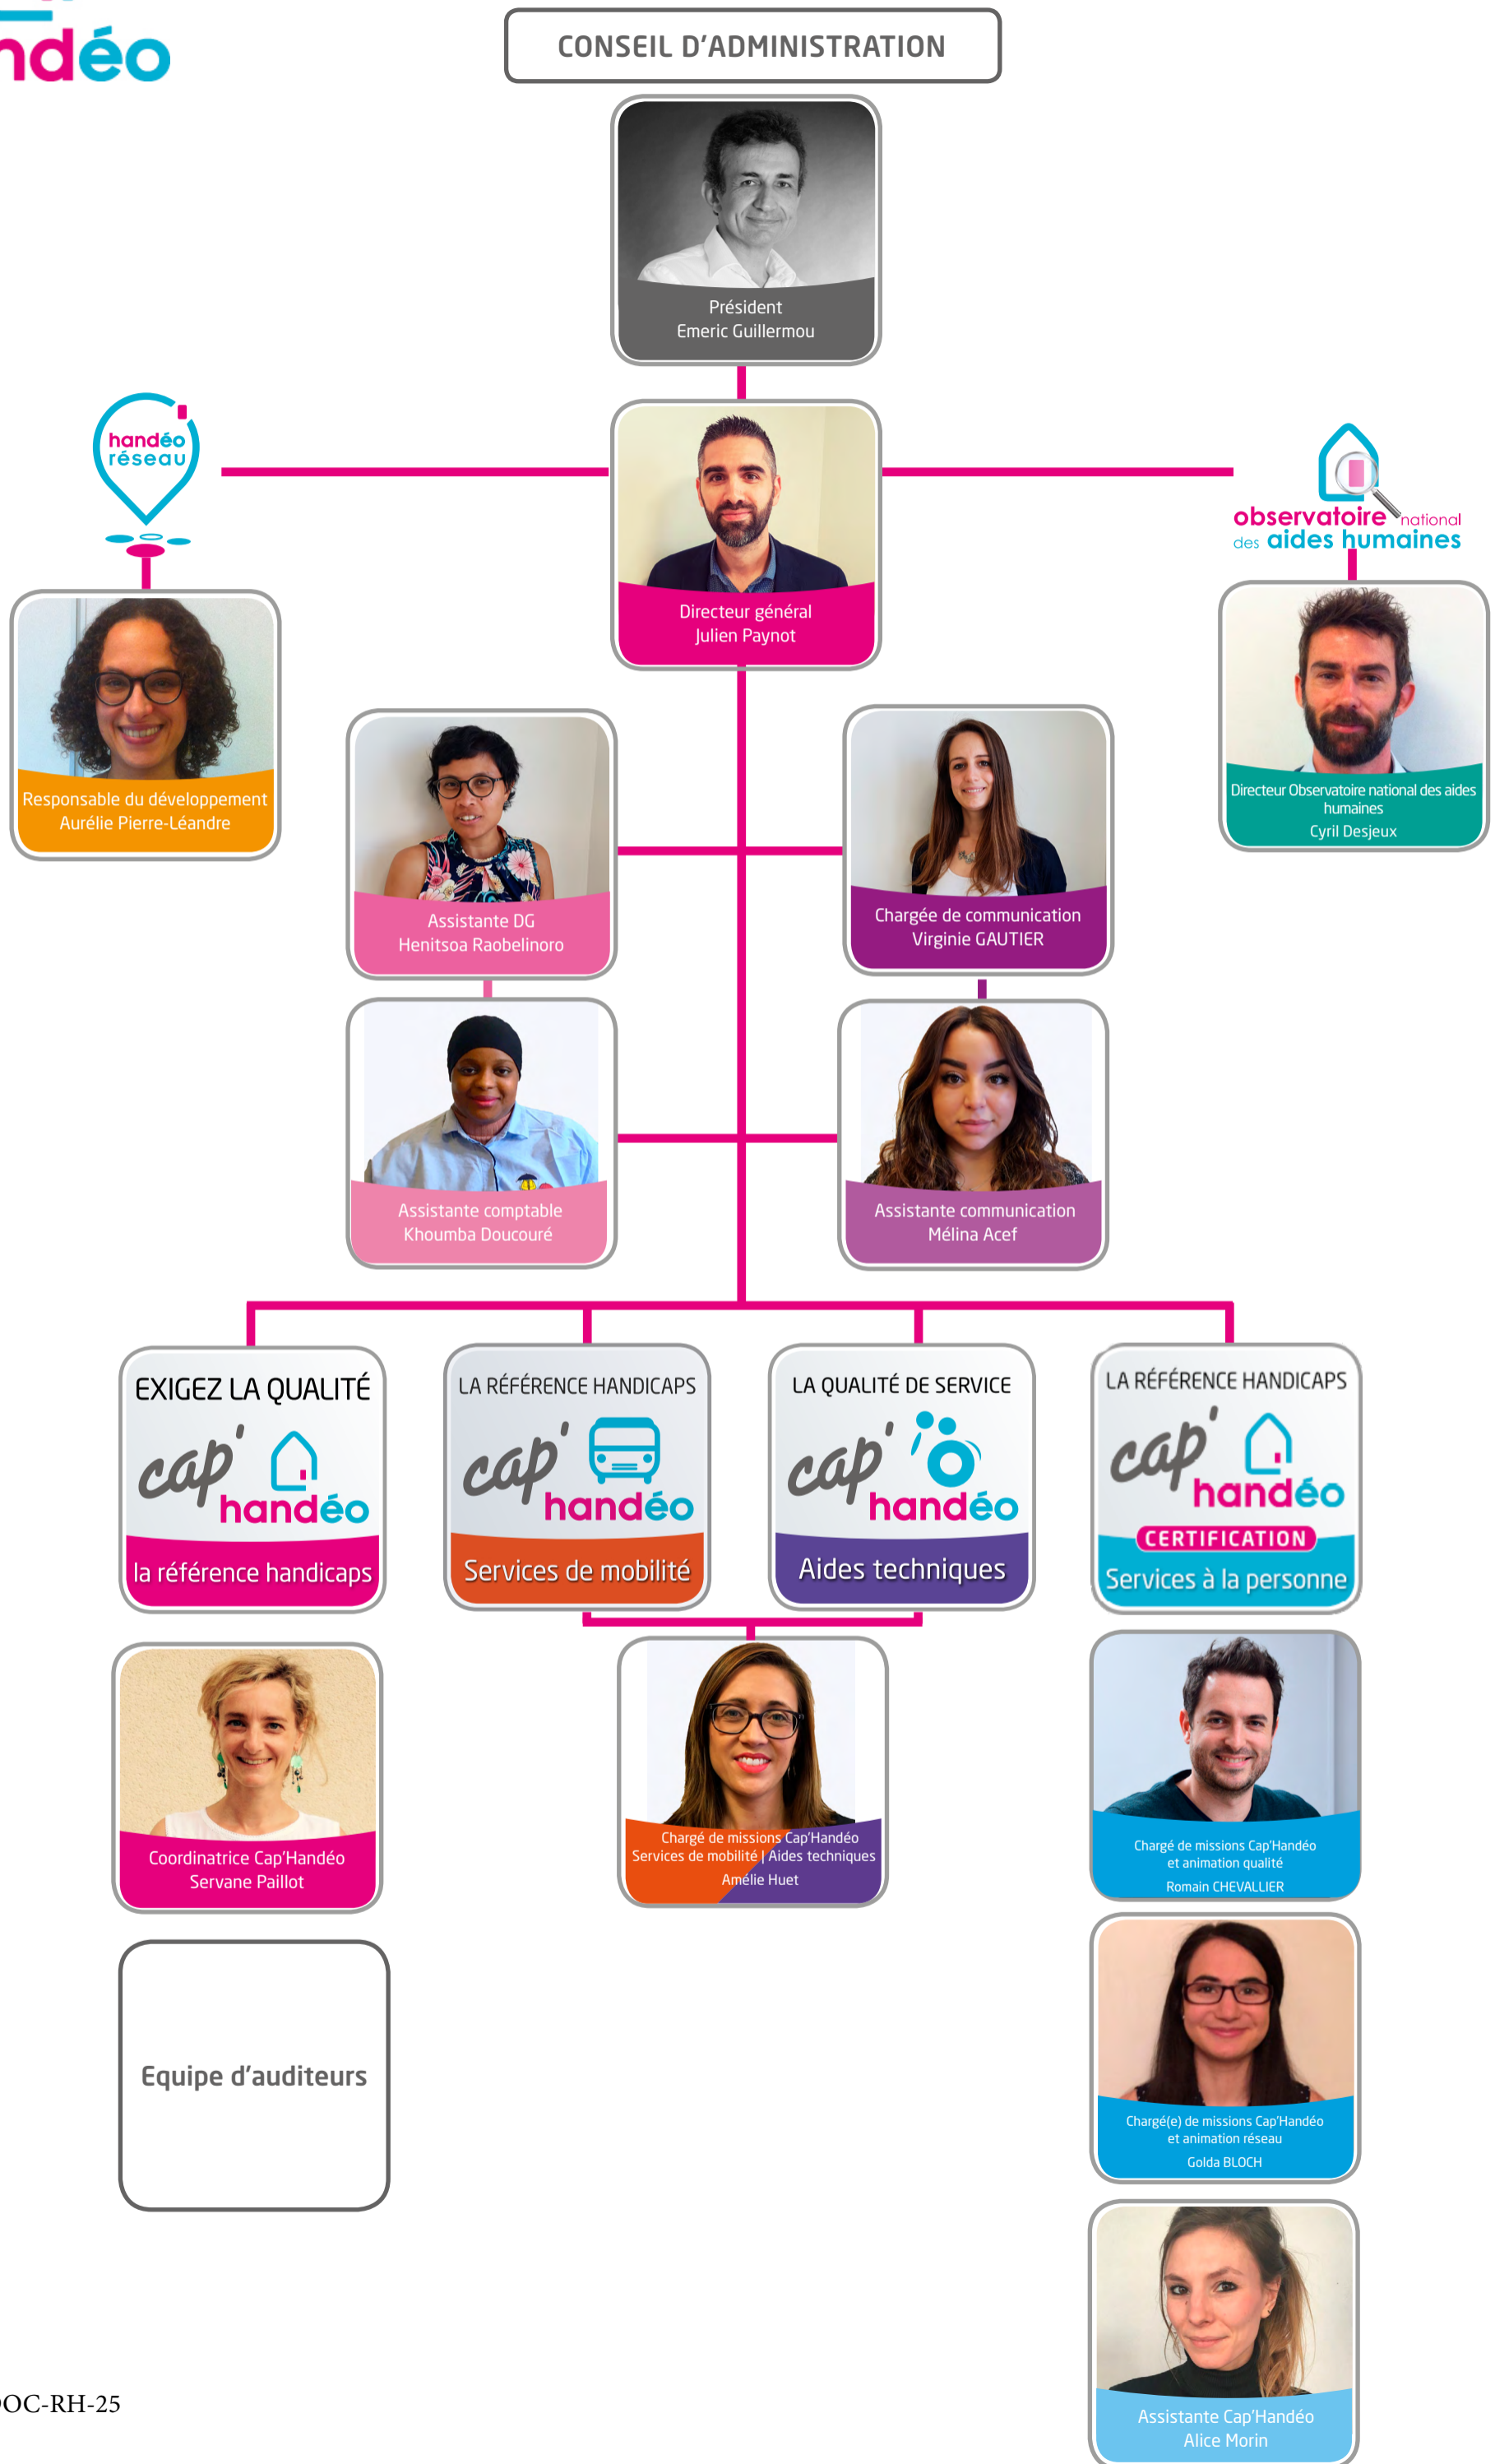 ndéo
CONSEIL D'ADMINISTRATION
Président
Emeric Guillermou
handéo
réseau
observatoire national
des aides humaines
Directeur général
Julien Paynot
Responsable du développement
Aurélie Pierre-Léandre
Directeur Observatoire national des aides
humaines
Cyril Desjeux
Assistante DG
Henitsoa Raobelinoro
Chargée de communication
Virginie GAUTIER
Assistante comptable
Khoumba Doucouré
Assistante communication
Mélina Acef
EXIGEZ LA QUALITÉ
cap'
handéo
la référence handicaps
LA RÉFÉRENCE HANDICAPS
cap'
handéo
Services de mobilité
LA QUALITÉ DE SERVICE
cap'
handéo
Aides techniques
LA RÉFÉRENCE HANDICAPS
cap'
handéo
CERTIFICATION
Services à la personne
Coordinatrice Cap'Handéo
Servane Paillot
Chargé de missions Cap'Handéo
Services de mobilité | Aides techniques
Amélie Huet
Chargé de missions Cap'Handéo
et animation qualité
Romain CHEVALLIER
Equipe d'auditeurs
Chargé(e) de missions Cap'Handéo
et animation réseau
Golda BLOCH
Assistante Cap'Handéo
Alice Morin
OC-RH-25